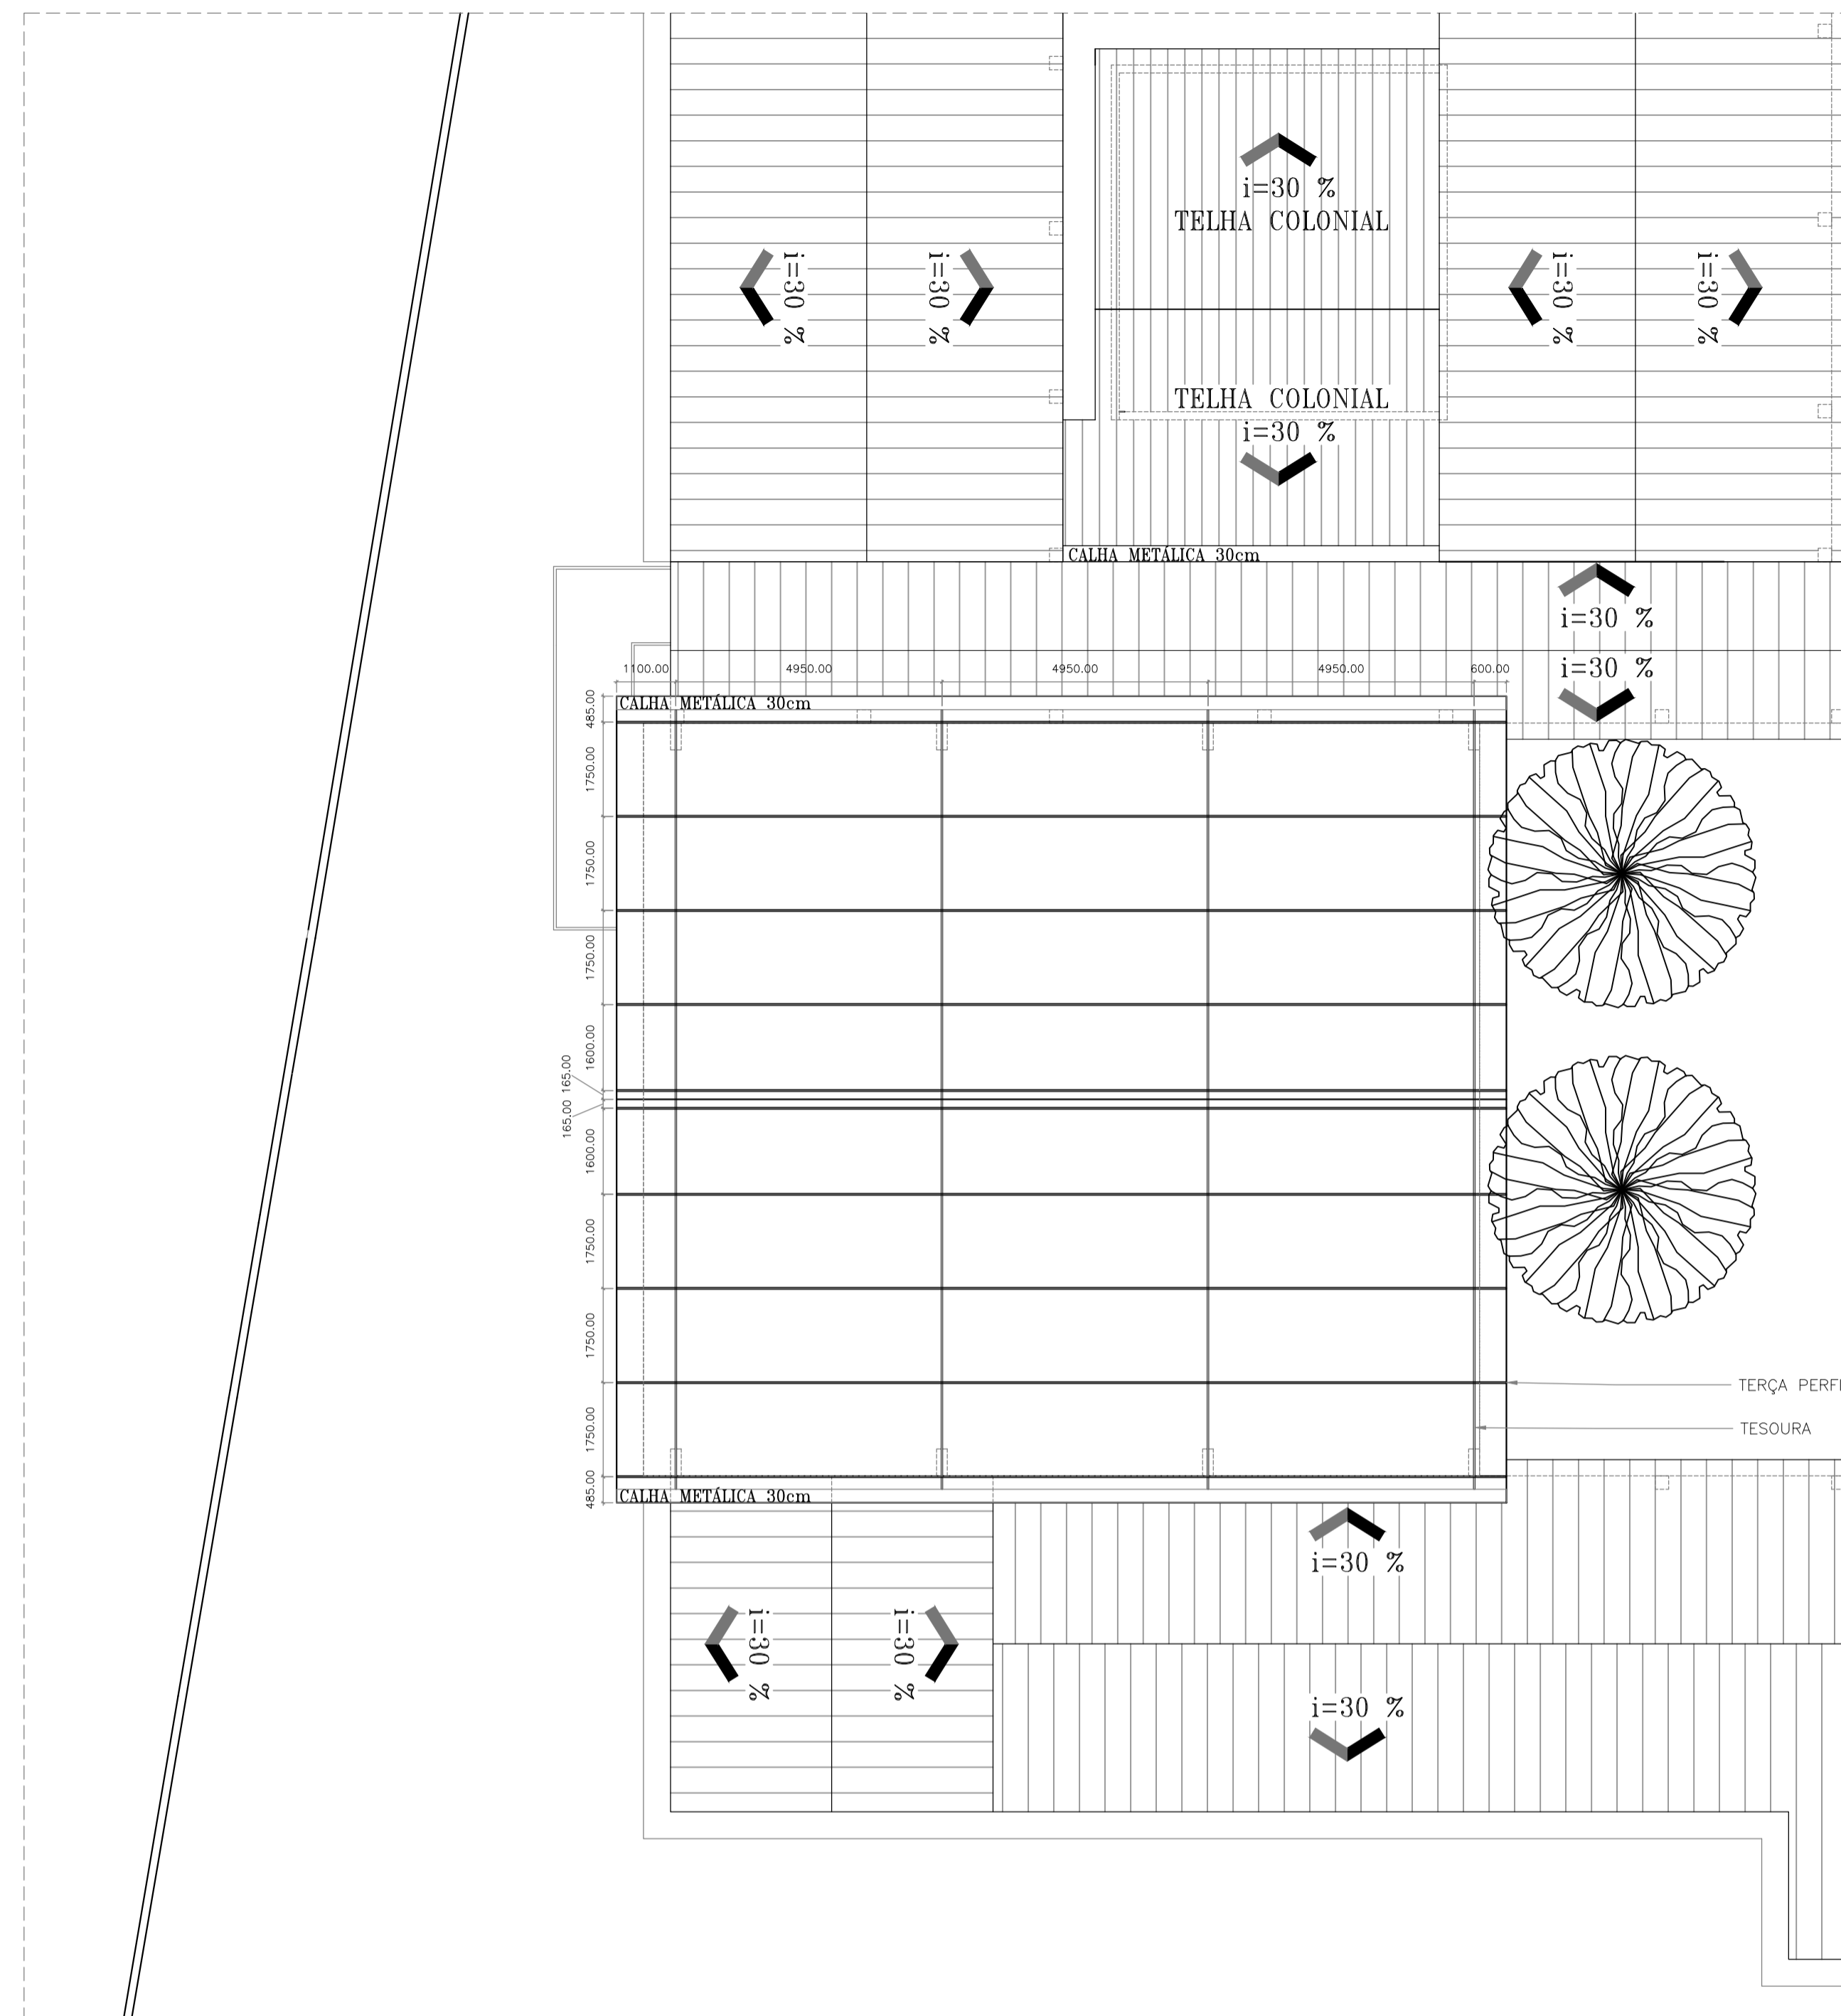 i=30 %
TELHA COLONIAL
i=30 %
i=30 %
i=30 %
i=30 %
TELHA COLONIAL
i=30 %
CALHA METÁLICA 30cm
i=30 %
i=30 %
1100.00
4950.00
4950.00
4950.00
600.00
CALHA METÁLICA 30cm
485.00
1750.00
1750.00
1750.00
1600.00
165.00
165.00
1600.00
1750.00
1750.00
1750.00
485.00
TERÇA PERF
TESOURA
CALHA METÁLICA 30cm
i=30 %
i=30 %
i=30 %
i=30 %